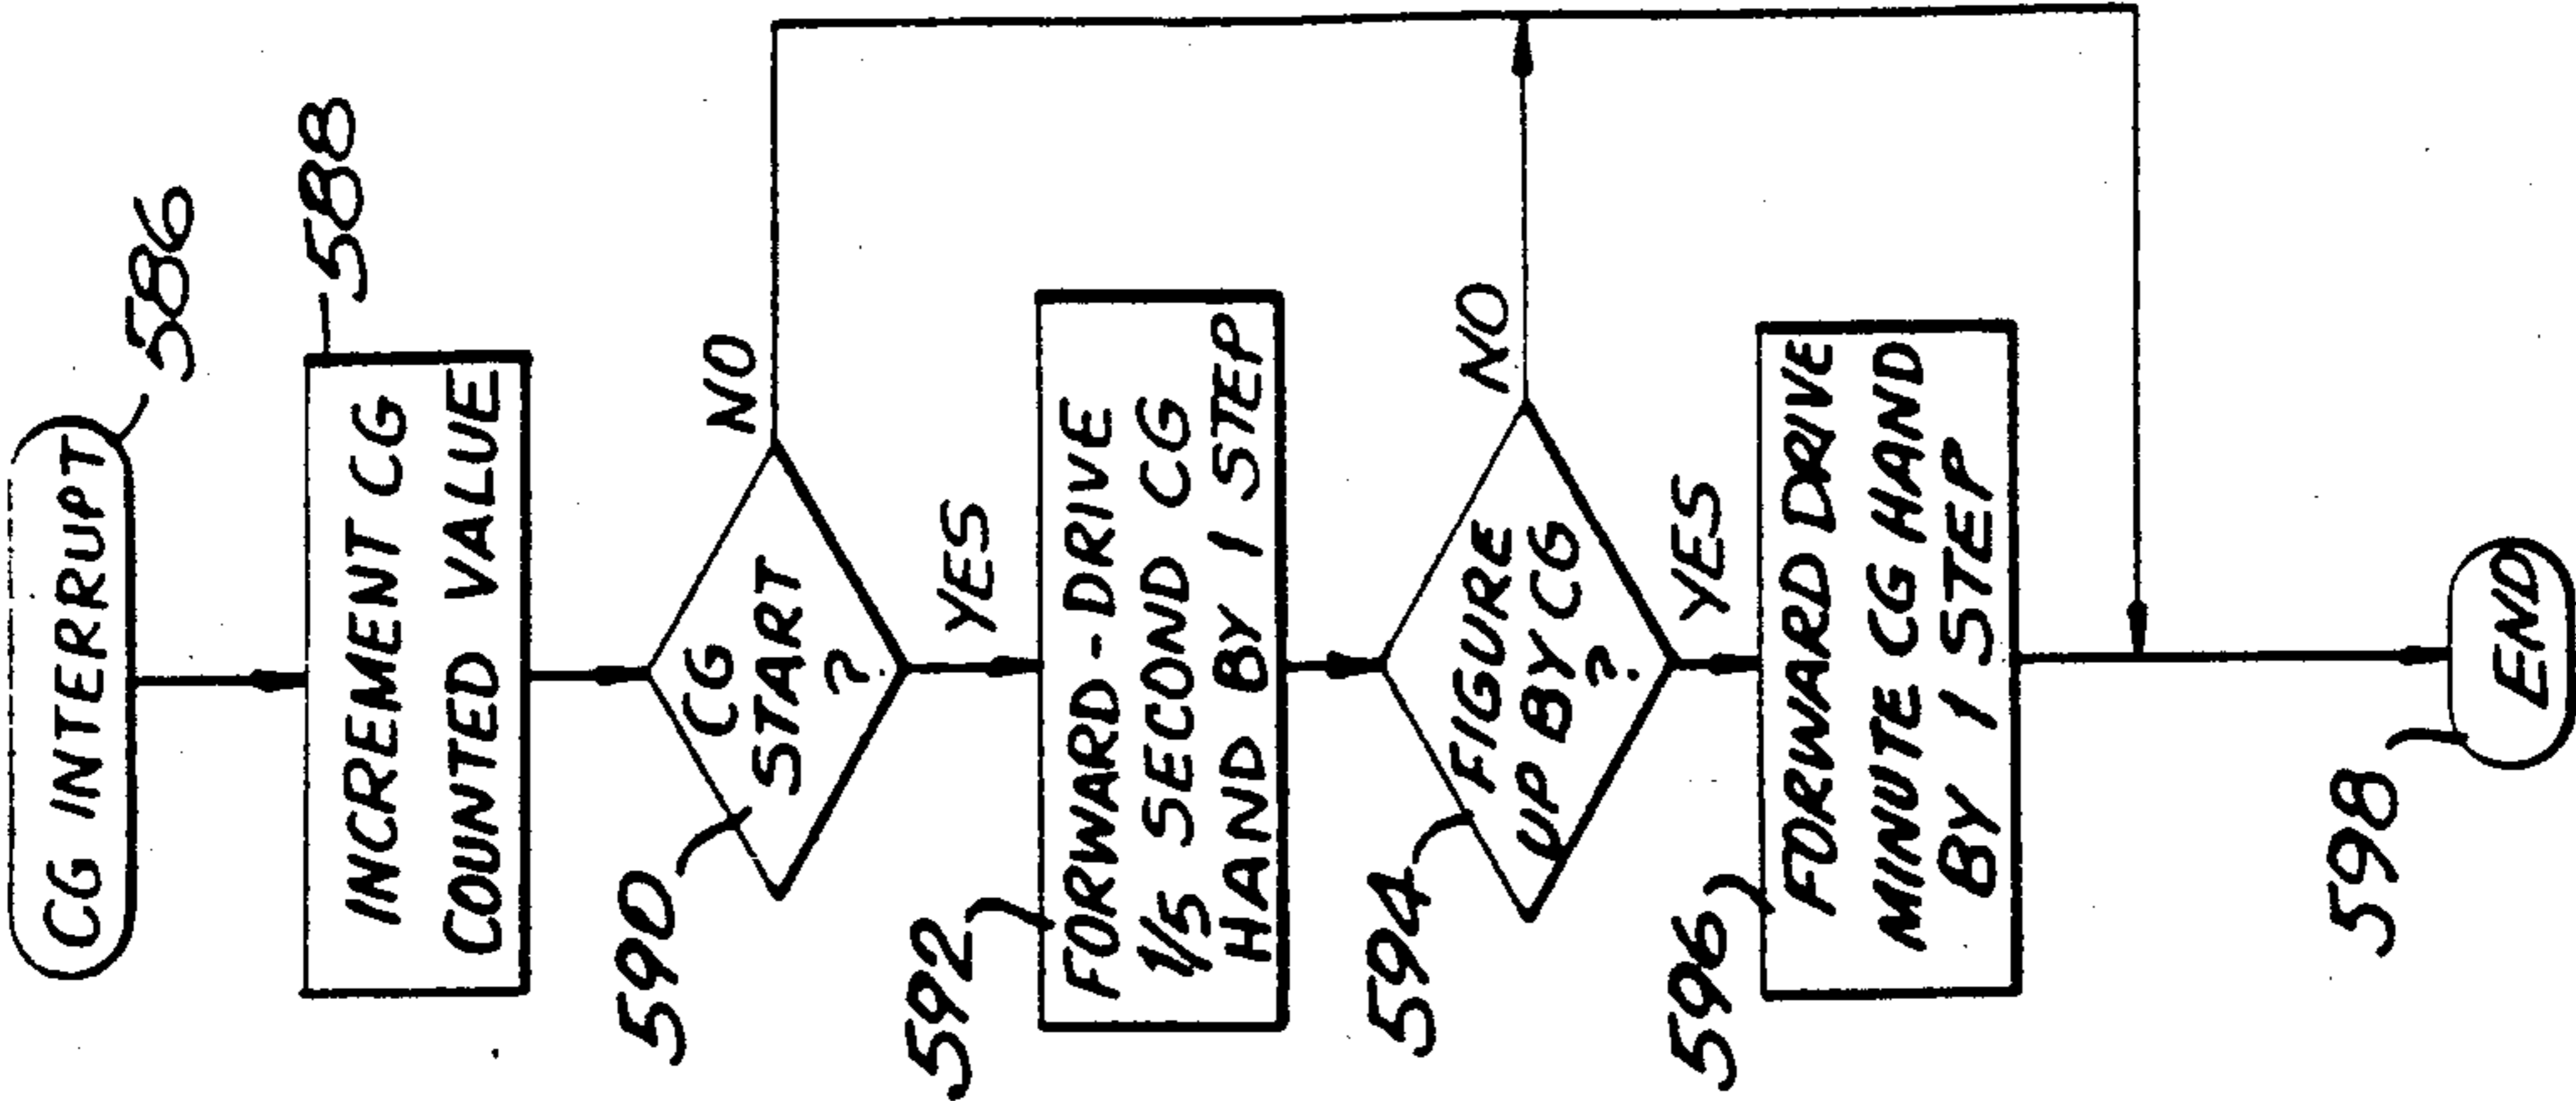 CG INTERRUPT
586
INCREMENT CG
COUNTED VALUE
588
CG
START
?
590
NO
YES
FORWARD-DRIVE
1/5 SECOND CG
HAND BY 1 STEP
592
FIGURE
UP BY CG
?
594
NO
YES
FORWARD DRIVE
MINUTE CG HAND
BY 1 STEP
596
END
598